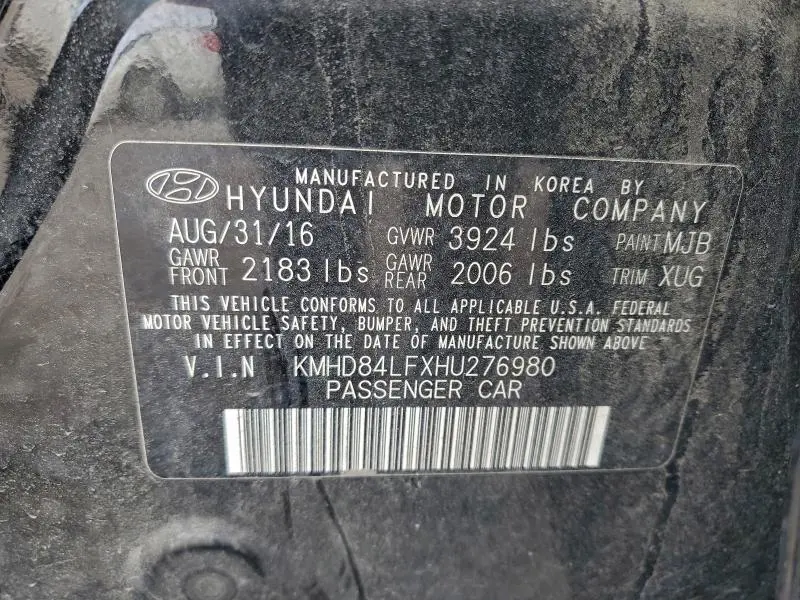 MANUFACTURED IN KOREA BY
HYUNDAI MOTOR COMPANY
AUG/31/16 GVWR 3924 lbs PAINT MJB
GAWR FRONT 2183 lbs GAWR REAR 2006 lbs TRIM XUG
THIS VEHICLE CONFORMS TO ALL APPLICABLE U.S.A. FEDERAL
MOTOR VEHICLE SAFETY, BUMPER, AND THEFT PREVENTION STANDARDS
IN EFFECT ON THE DATE OF MANUFACTURE SHOWN ABOVE.
V.I.N KMHD84LFXHU276980
PASSENGER CAR